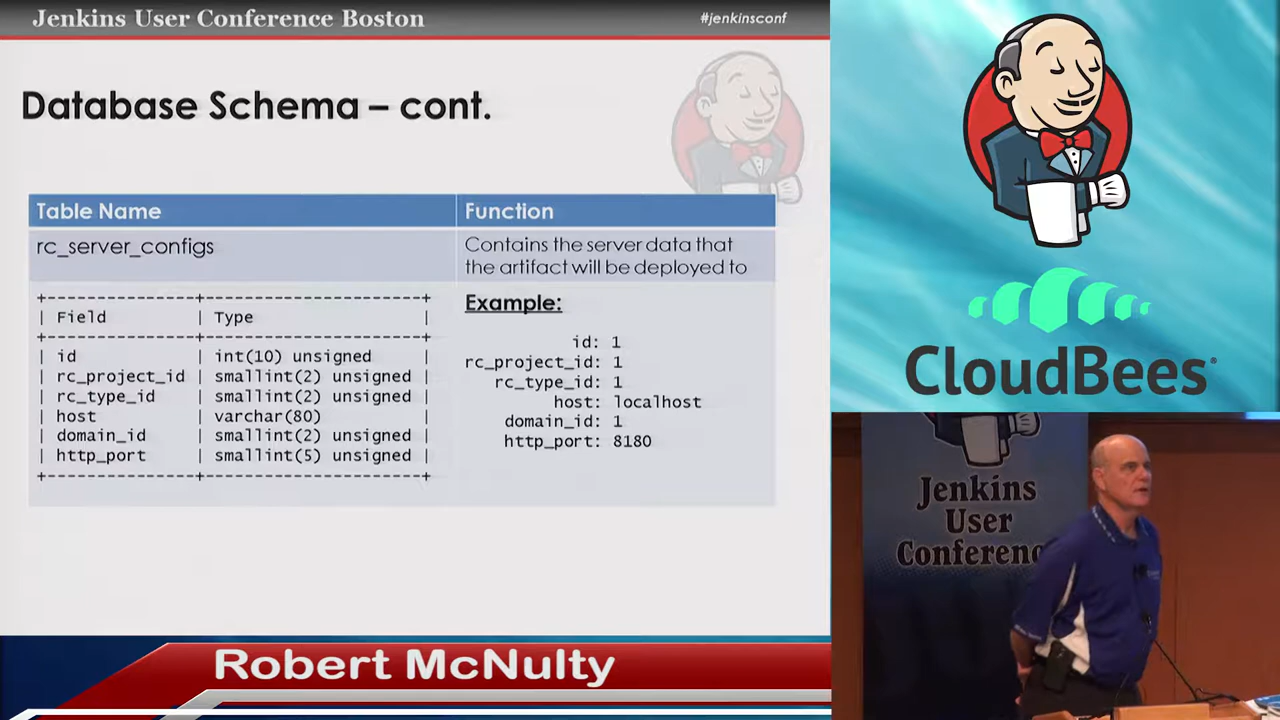 Jenkins User Conference Boston
#jenkinsconf
Database Schema – cont.
Table Name
Function
rc_server_configs
Contains the server data that
the artifact will be deployed to
+----------------+-----------------------+
| Field | Type |
+----------------+-----------------------+
| id | int(10) unsigned |
| rc_project_id | smallint(2) unsigned |
| rc_type_id | smallint(2) unsigned |
| host | varchar(80) |
| domain_id | smallint(2) unsigned |
| http_port | smallint(5) unsigned |
+----------------+-----------------------+
Example:
id: 1
rc_project_id: 1
rc_type_id: 1
host: localhost
domain_id: 1
http_port: 8180
Robert McNulty
CloudBees®
Jenkins
User
Conference